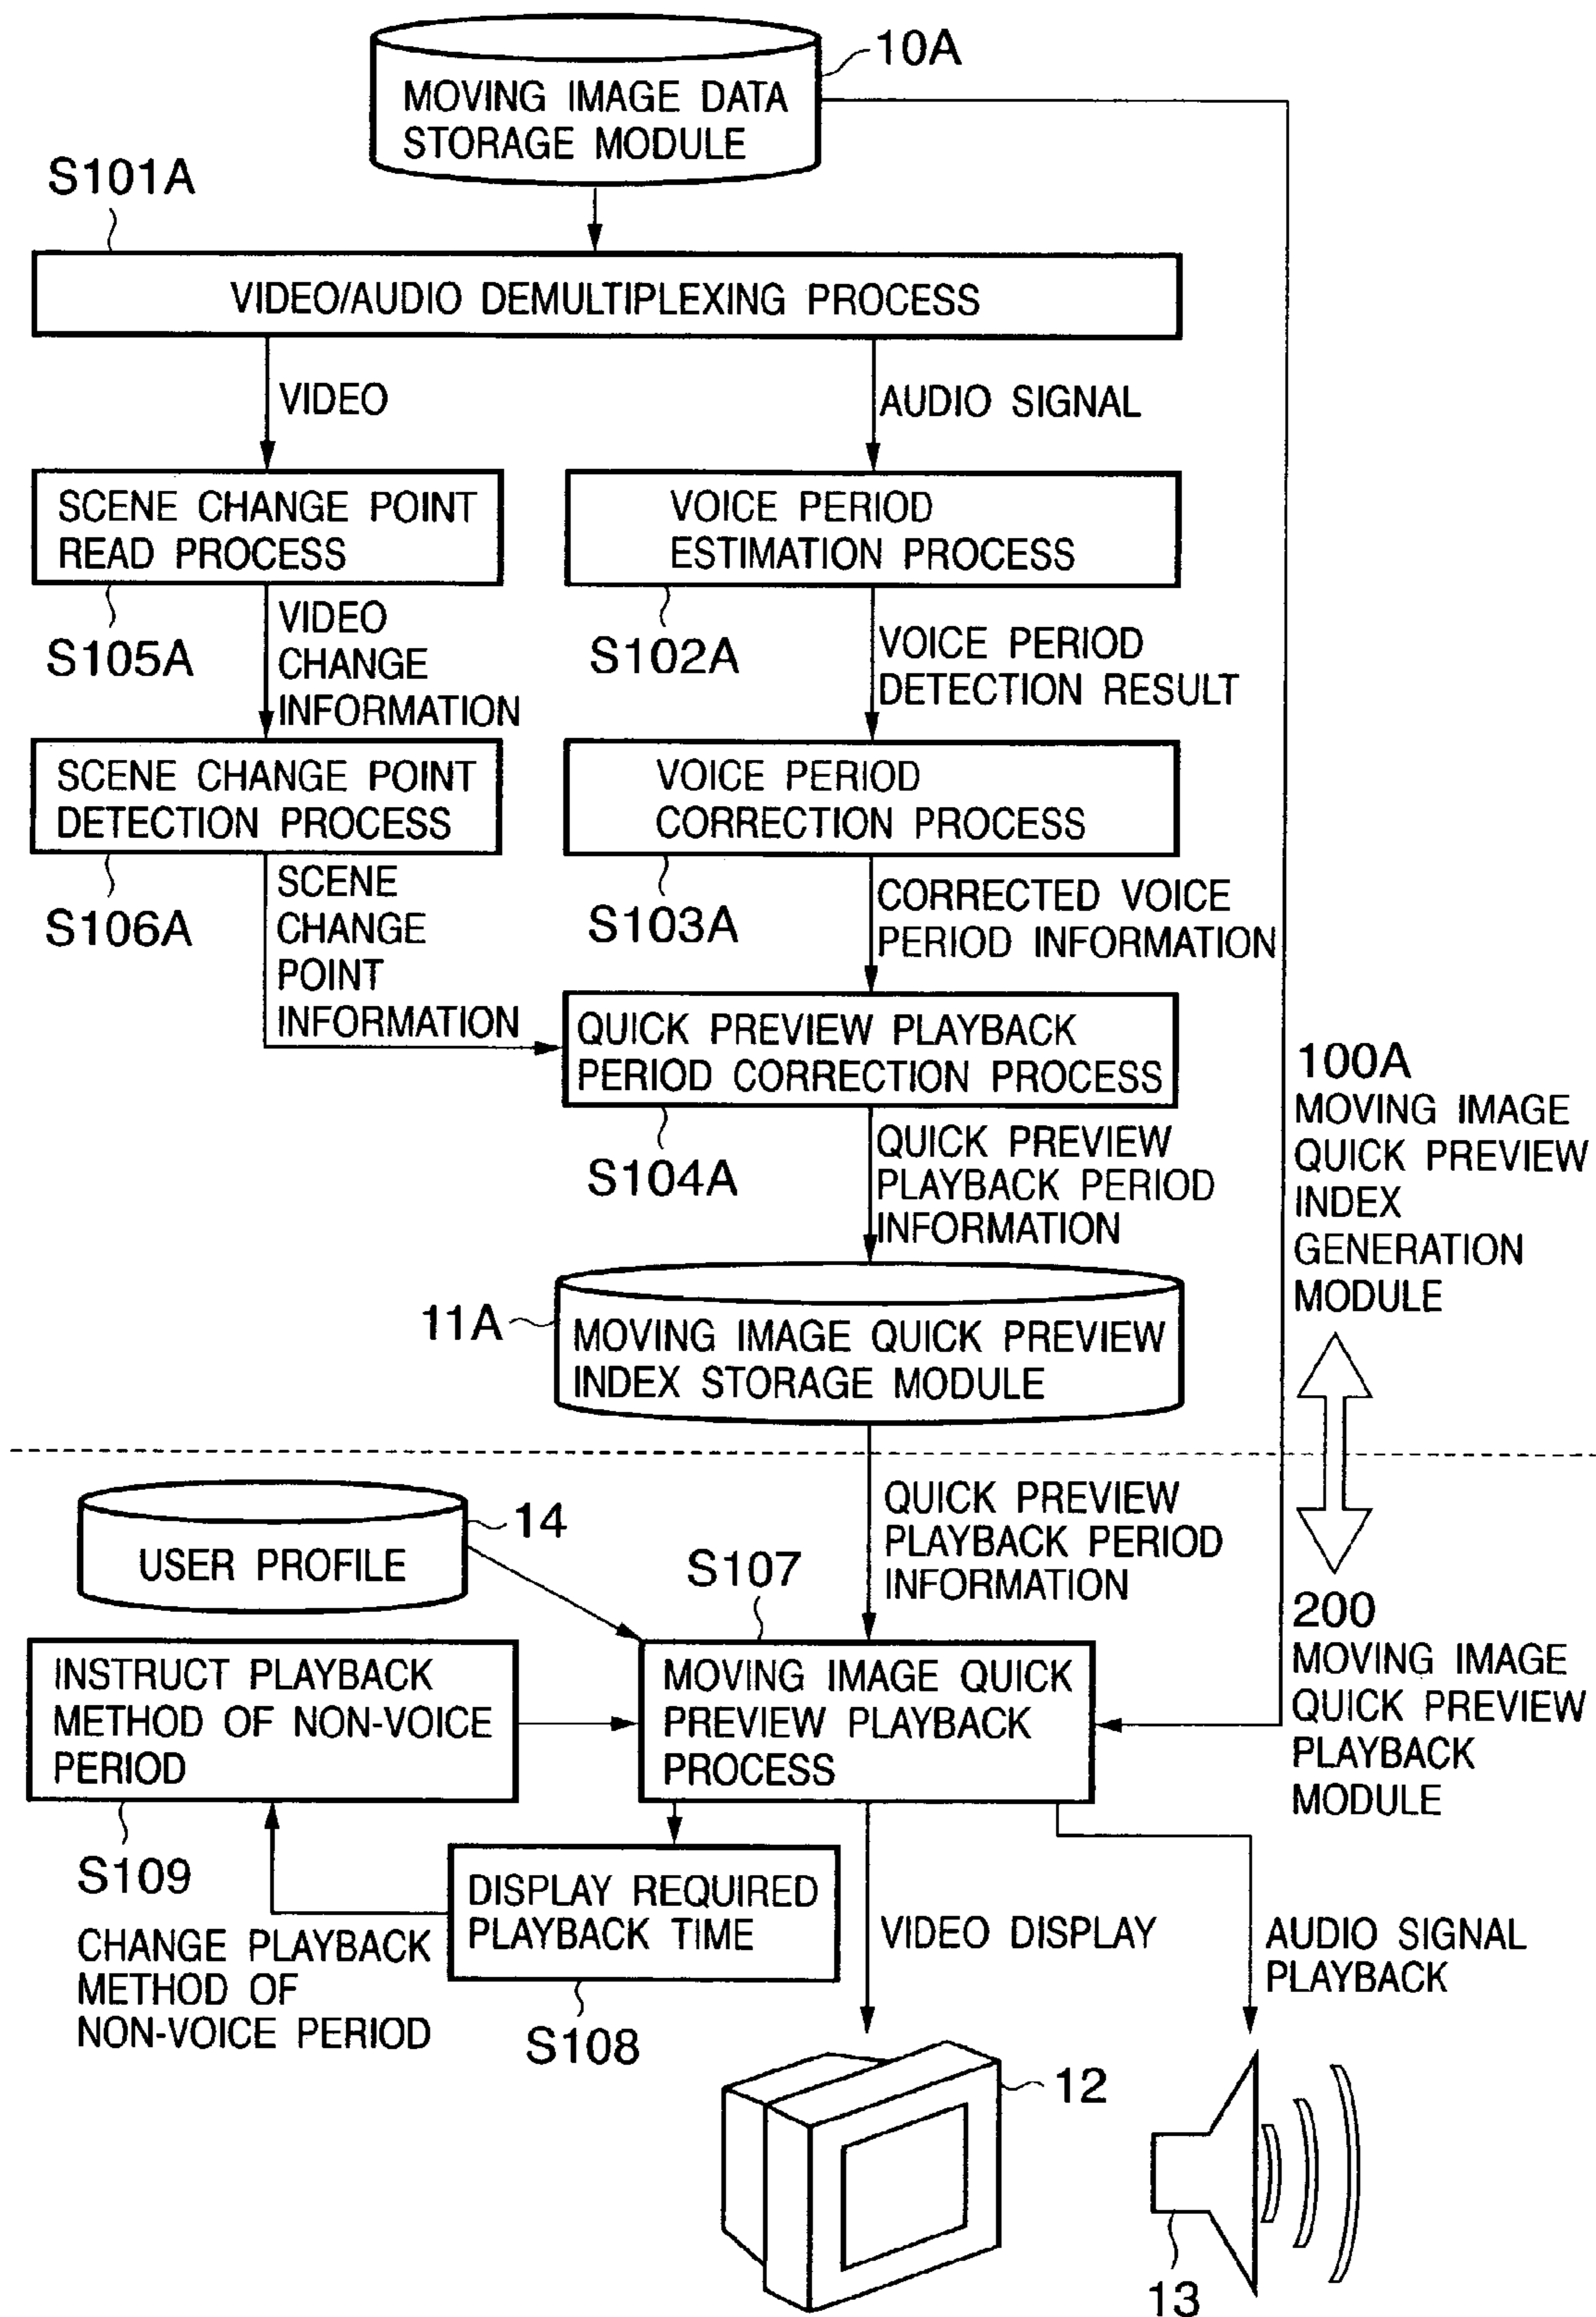 10A
MOVING IMAGE DATA
STORAGE MODULE
S101A
VIDEO/AUDIO DEMULTIPLEXING PROCESS
VIDEO
AUDIO SIGNAL
SCENE CHANGE POINT
READ PROCESS
VOICE PERIOD
ESTIMATION PROCESS
S105A
VIDEO
CHANGE
INFORMATION
S102A
VOICE PERIOD
DETECTION RESULT
SCENE CHANGE POINT
DETECTION PROCESS
VOICE PERIOD
CORRECTION PROCESS
S106A
SCENE
CHANGE
POINT
INFORMATION
S103A
CORRECTED VOICE
PERIOD INFORMATION
QUICK PREVIEW PLAYBACK
PERIOD CORRECTION PROCESS
S104A
QUICK PREVIEW
PLAYBACK PERIOD
INFORMATION
100A
MOVING IMAGE
QUICK PREVIEW
INDEX
GENERATION
MODULE
11A
MOVING IMAGE QUICK PREVIEW
INDEX STORAGE MODULE
14
USER PROFILE
QUICK PREVIEW
PLAYBACK PERIOD
INFORMATION
S107
200
MOVING IMAGE
QUICK PREVIEW
PLAYBACK
MODULE
INSTRUCT PLAYBACK
METHOD OF NON-VOICE
PERIOD
MOVING IMAGE QUICK
PREVIEW PLAYBACK
PROCESS
S109
CHANGE PLAYBACK
METHOD OF
NON-VOICE PERIOD
DISPLAY REQUIRED
PLAYBACK TIME
S108
VIDEO DISPLAY
AUDIO SIGNAL
PLAYBACK
12
13